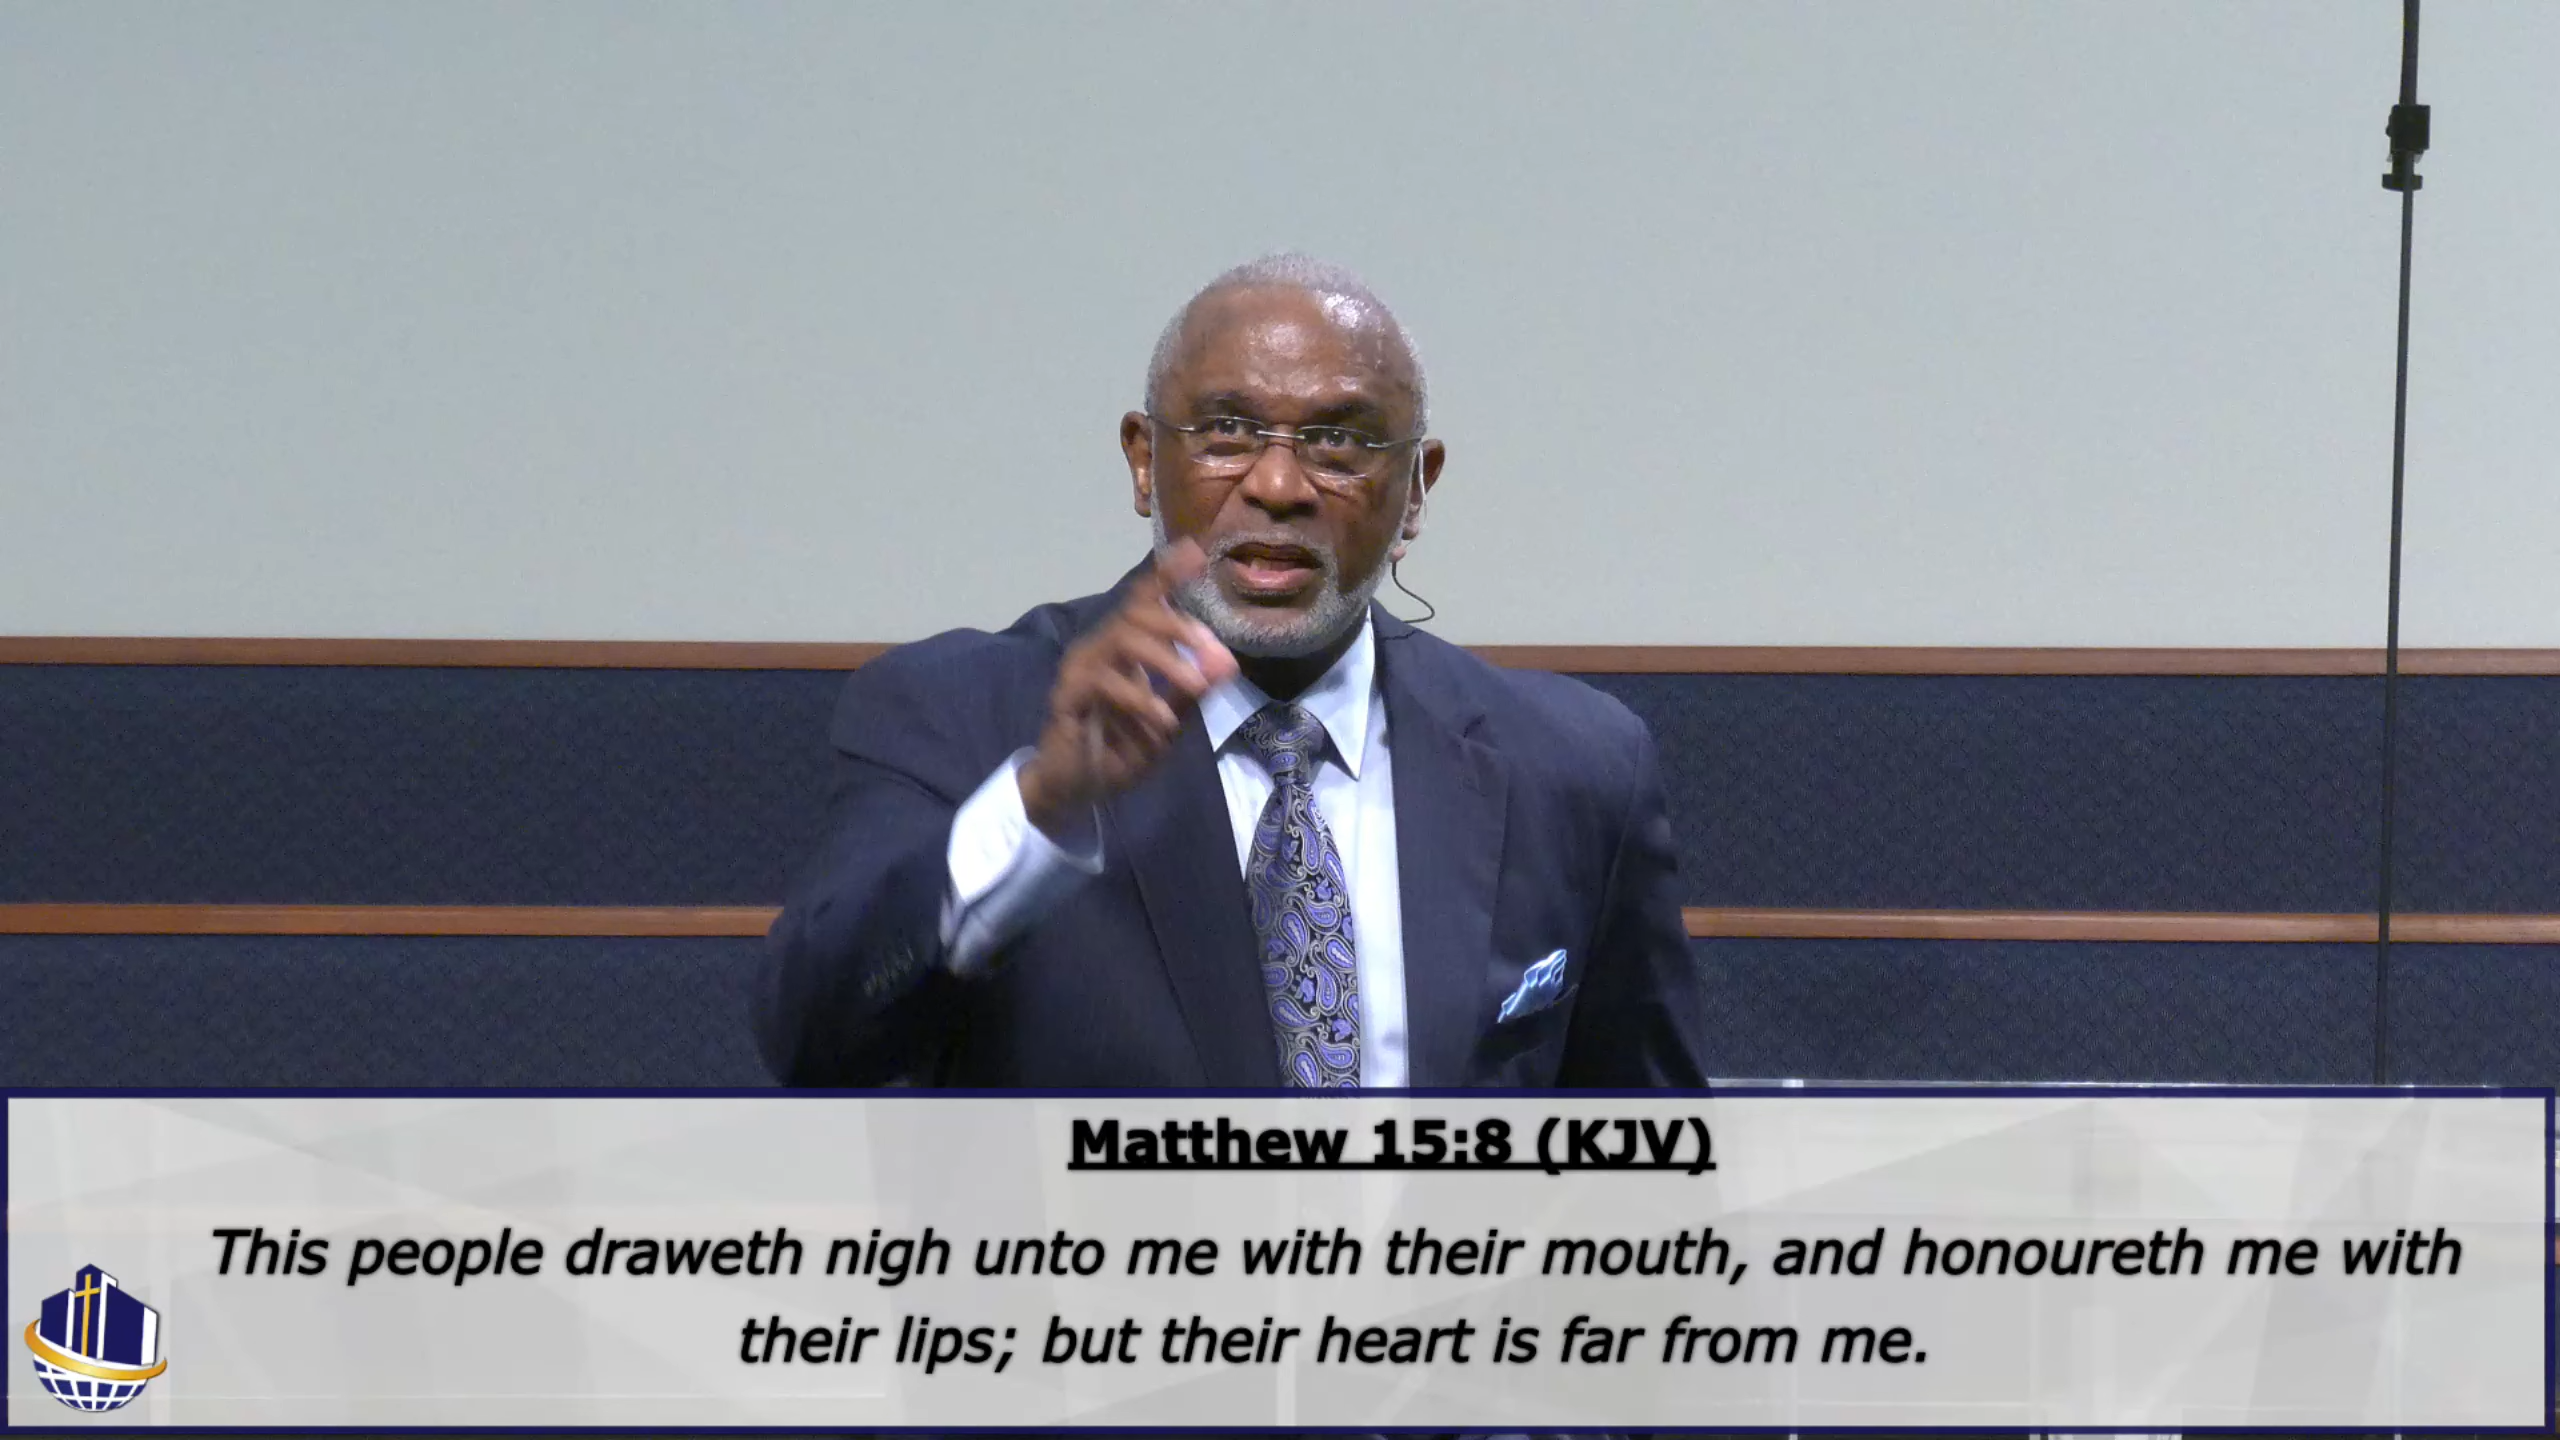 Matthew 15:8 (KJV)
This people draweth nigh unto me with their mouth, and honoureth me with
their lips; but their heart is far from me.